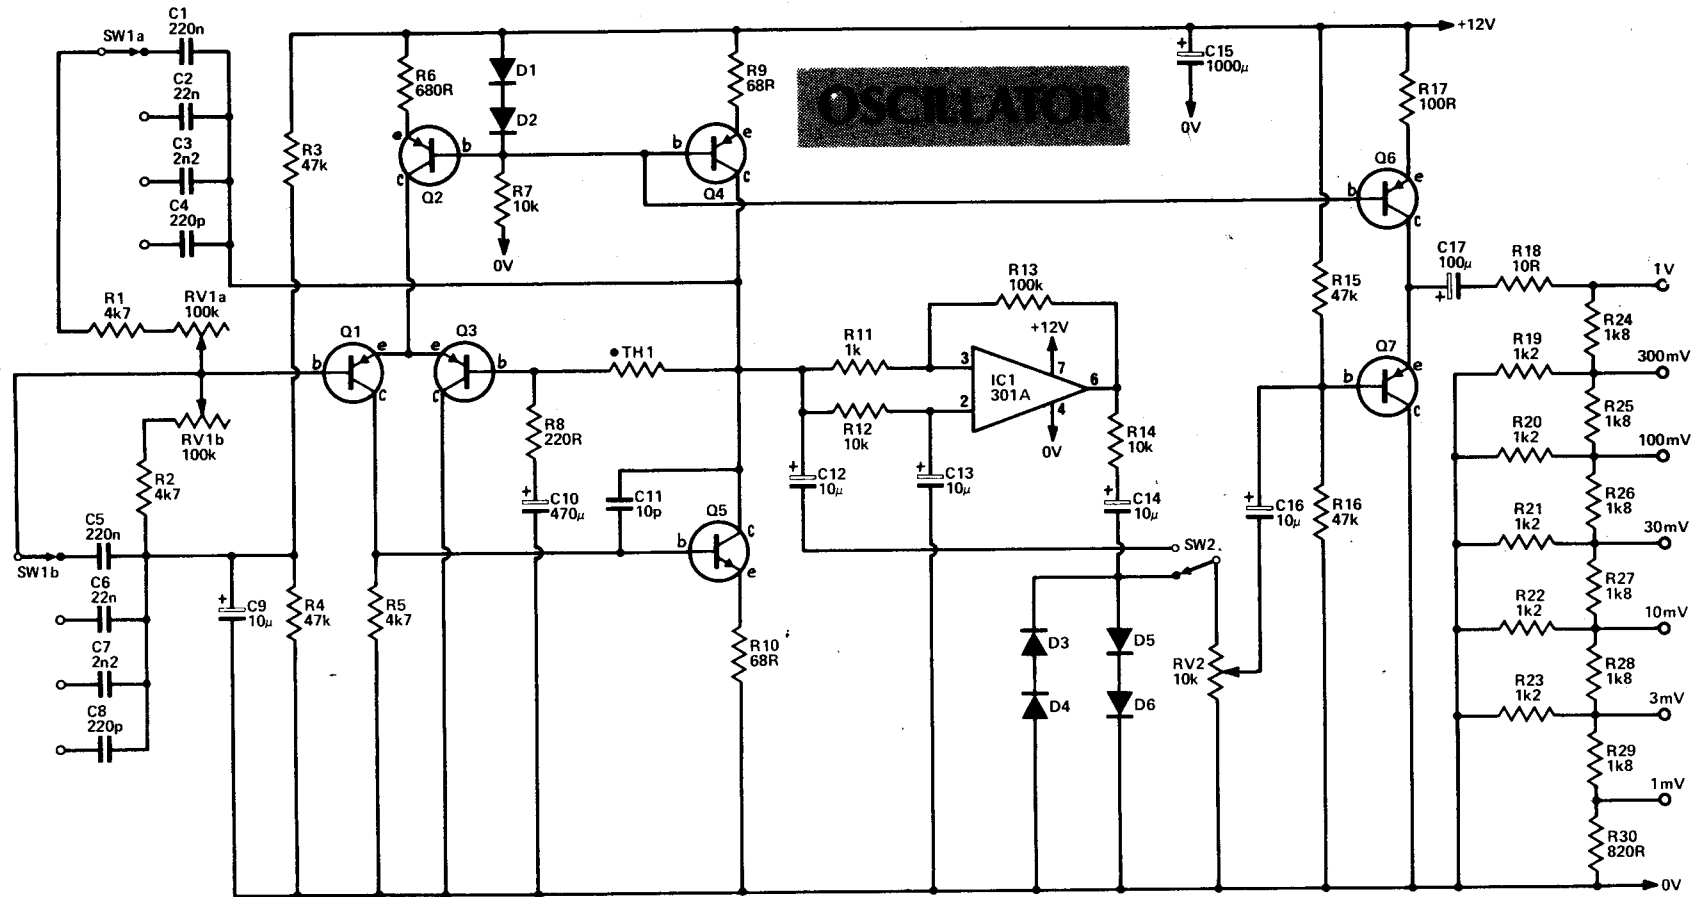 OSCILLATOR
SW1a
C1
220n
C2
22n
C3
2n2
C4
220p
R1
4k7
RV1a
100k
RV1b
100k
R2
4k7
SW1b
C5
220n
C6
22n
C7
2n2
C8
220p
C9
10μ
R3
47k
R4
47k
Q1
b
e
c
R5
4k7
R6
680R
D1
D2
e
b
c
Q2
R7
10k
0V
Q3
e
b
c
R8
220R
C10
470μ
R9
68R
b
e
c
Q4
TH1
C11
10p
Q5
b
c
e
R10
68R
R11
1k
R12
10k
R13
100k
+12V
3
2
7
6
4
IC1
301A
0V
C12
10μ
C13
10μ
R14
10k
C14
10μ
SW2
D3
D4
D5
D6
RV2
10k
C15
1000μ
0V
+12V
R15
47k
C16
10μ
R16
47k
R17
100R
Q6
b
e
c
Q7
b
e
c
C17
100μ
R18
10R
1V
R24
1k8
R19
1k2
300mV
R25
1k8
R20
1k2
100mV
R26
1k8
R21
1k2
30mV
R27
1k8
R22
1k2
10mV
R28
1k8
R23
1k2
3mV
R29
1k8
1mV
R30
820R
0V
+
+
+
+
+
+
+
+